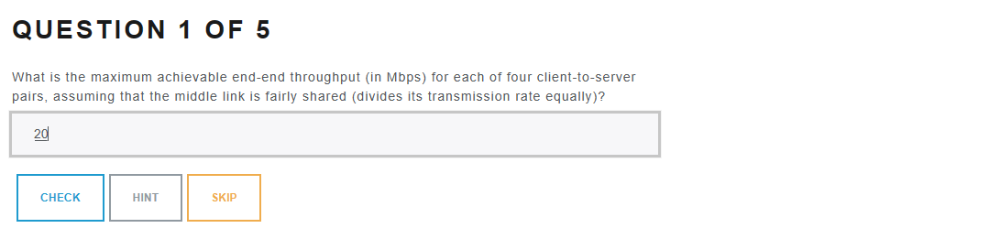 QUESTION 1 OF 5
What is the maximum achievable end-end throughput (in Mbps) for each of four client-to-server
pairs, assuming that the middle link is fairly shared (divides its transmission rate equally)?
20
CHECK HINT SKIP